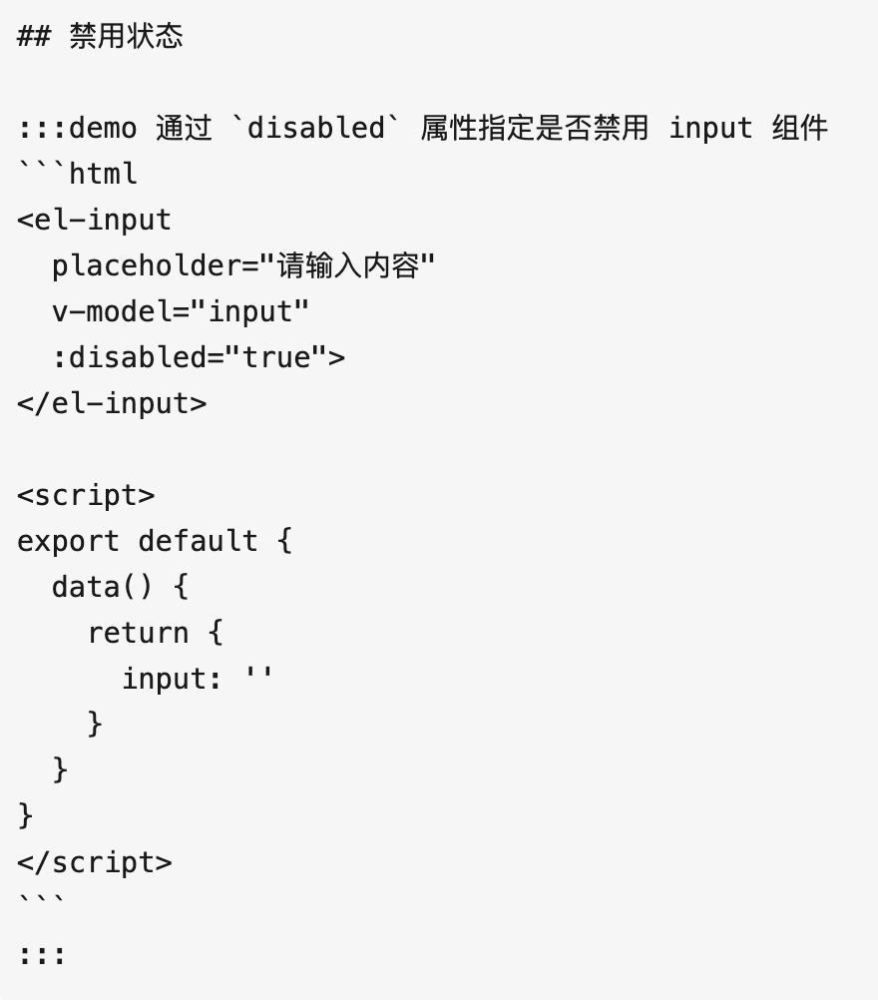 ## 禁用状态

:::demo 通过 `disabled` 属性指定是否禁用 input 组件
```html
<el-input
  placeholder="请输入内容"
  v-model="input"
  :disabled="true">
</el-input>

<script>
export default {
  data() {
    return {
      input: ''
    }
  }
}
</script>
```
:::